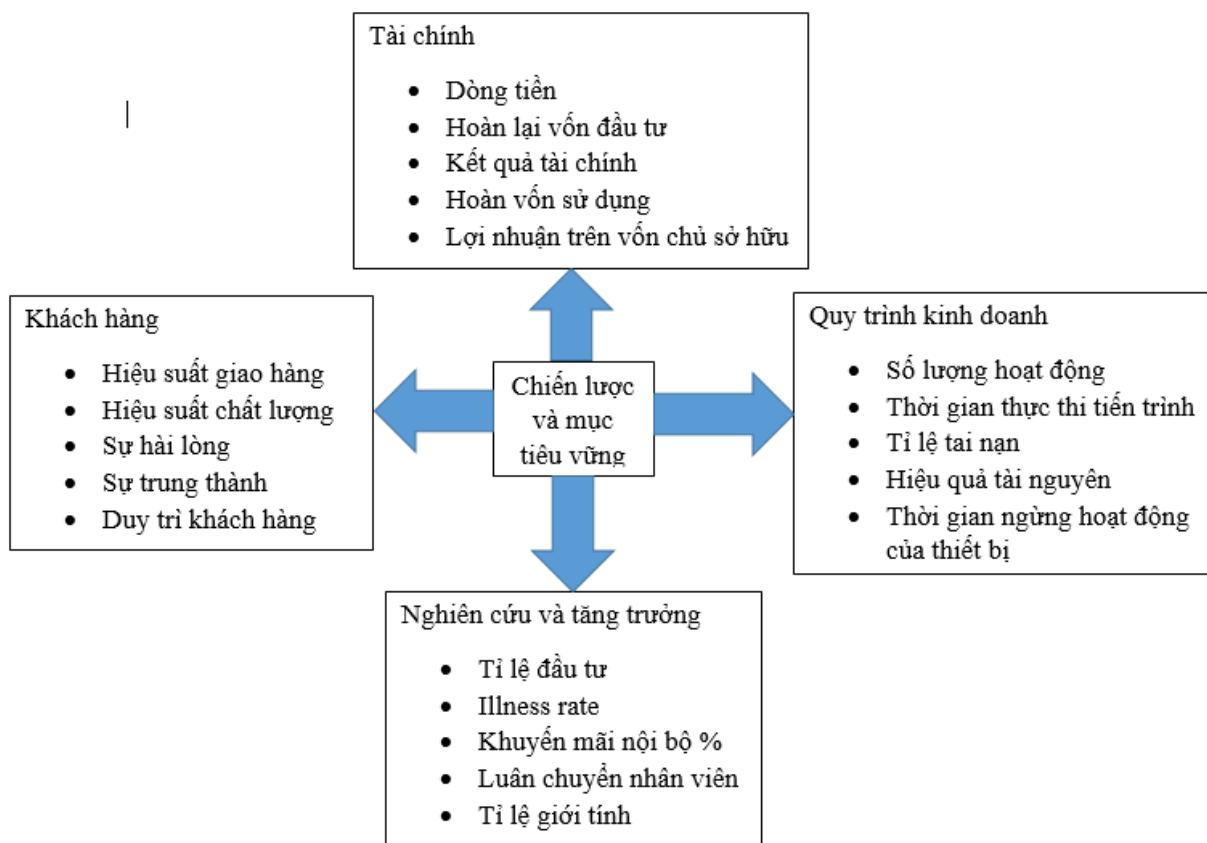 Tài chính
• Dòng tiền
• Hoàn lại vốn đầu tư
• Kết quả tài chính
• Hoàn vốn sử dụng
• Lợi nhuận trên vốn chủ sở hữu
Khách hàng
• Hiệu suất giao hàng
• Hiệu suất chất lượng
• Sự hài lòng
• Sự trung thành
• Duy trì khách hàng
Chiến lược
và mục
tiêu vững
Quy trình kinh doanh
• Số lượng hoạt động
• Thời gian thực thi tiến trình
• Tỉ lệ tai nạn
• Hiệu quả tài nguyên
• Thời gian ngừng hoạt động
của thiết bị
Nghiên cứu và tăng trưởng
• Tỉ lệ đầu tư
• Illness rate
• Khuyến mãi nội bộ %
• Luân chuyển nhân viên
• Tỉ lệ giới tính